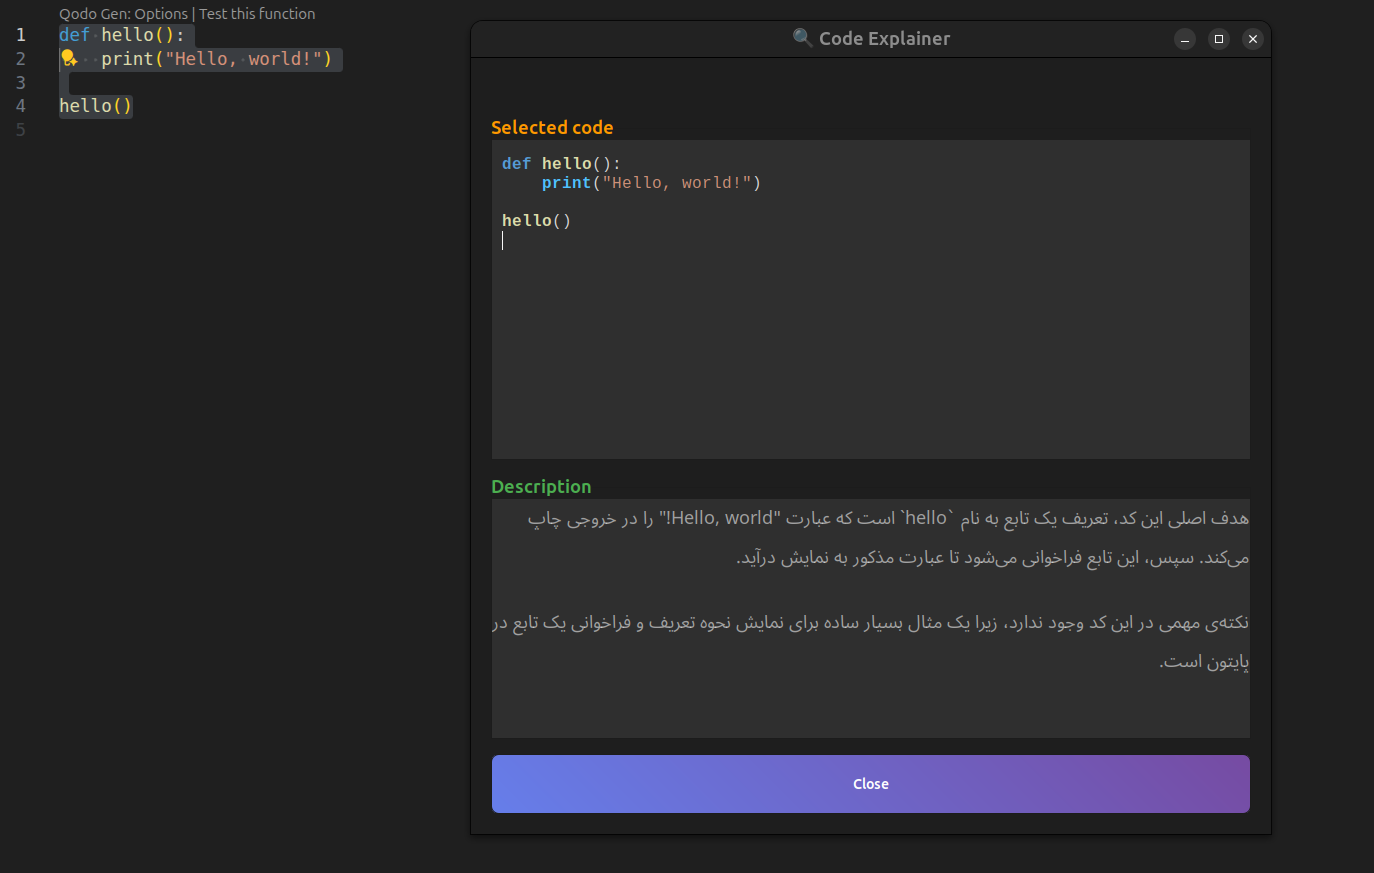 Qodo Gen: Options | Test this function
1 def hello():
2     print("Hello, world!")
3
4 hello()
5
🔍 Code Explainer
Selected code
def hello():
    print("Hello, world!")
hello()
Description
هدف اصلی این کد، تعریف یک تابع به نام `hello` است که عبارت "Hello, world!" را در خروجی چاپ
می‌کند. سپس، این تابع فراخوانی می‌شود تا عبارت مذکور به نمایش درآید.
نکته‌ی مهمی در این کد وجود ندارد، زیرا یک مثال بسیار ساده برای نمایش نحوه تعریف و فراخوانی یک تابع در
پایتون است.
Close